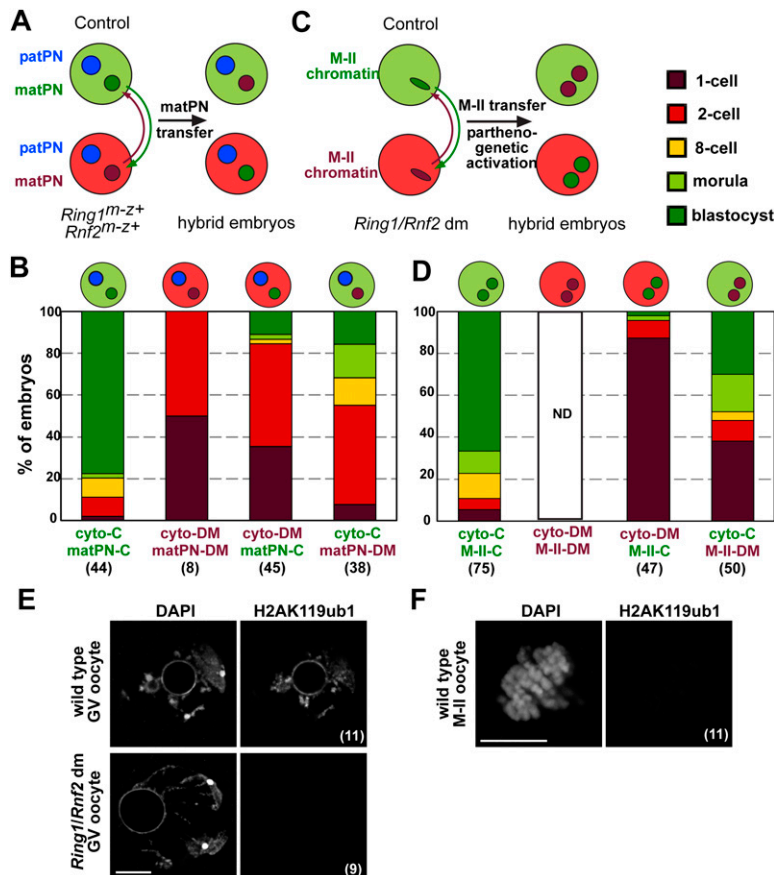 A
Control
patPN
matPN
matPN
transfer
patPN
matPN
Ring1m-z+
Rnf2m-z+
hybrid embryos
C
Control
M-II
chromatin
M-II transfer
partheno-
genetic
activation
M-II
chromatin
Ring1/Rnf2 dm
hybrid embryos
1-cell
2-cell
8-cell
morula
blastocyst
B
% of embryos
100
80
60
40
20
0
cyto-C
matPN-C
(44)
cyto-DM
matPN-DM
(8)
cyto-DM
matPN-C
(45)
cyto-C
matPN-DM
(38)
D
100
80
60
40
20
0
ND
cyto-C
M-II-C
(75)
cyto-DM
M-II-DM
cyto-DM
M-II-C
(47)
cyto-C
M-II-DM
(50)
E
DAPI
H2AK119ub1
wild type
GV oocyte
(11)
Ring1/Rnf2 dm
GV oocyte
(9)
F
DAPI
H2AK119ub1
wild type
M-II oocyte
(11)